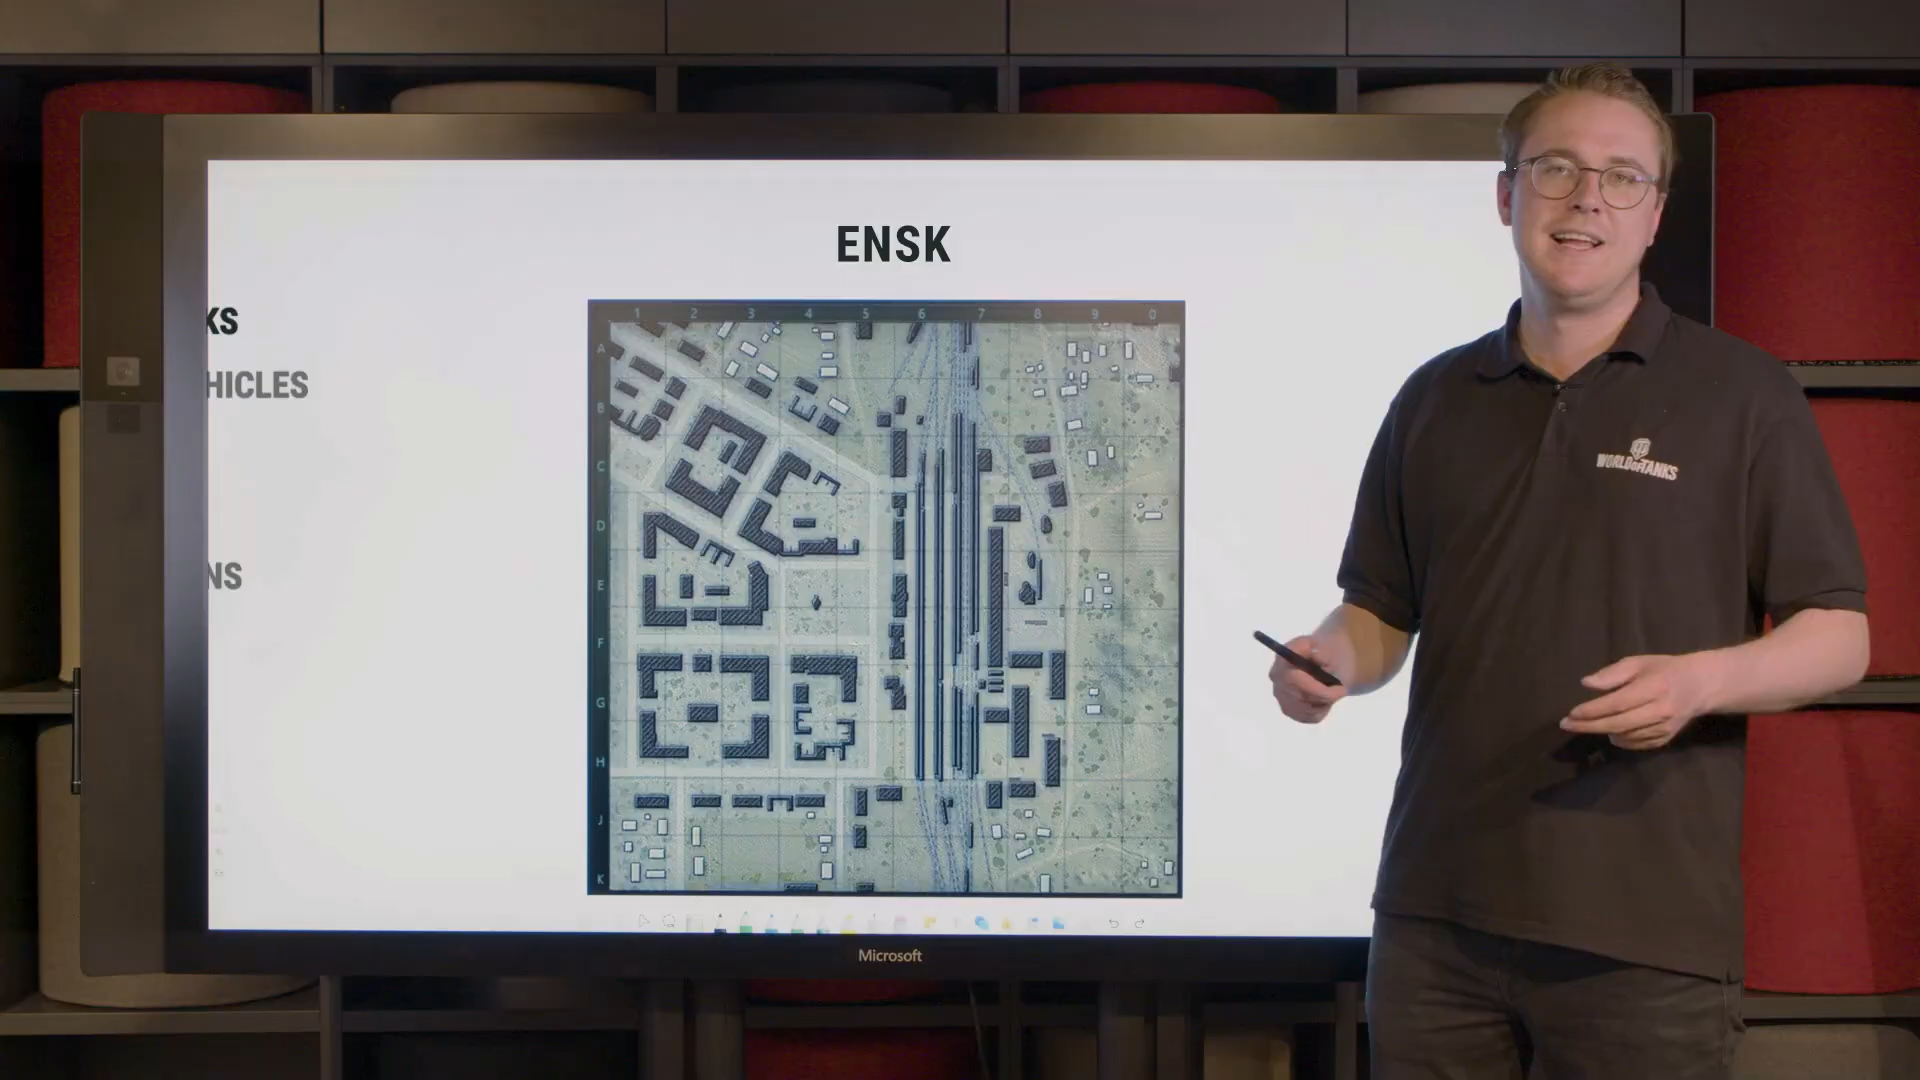 ENSK
KS
HICLES
NS
1 2 3 4 5 6 7 8 9 0
A
B
C
D
E
F
G
H
J
K
WORLD OF TANKS
Microsoft